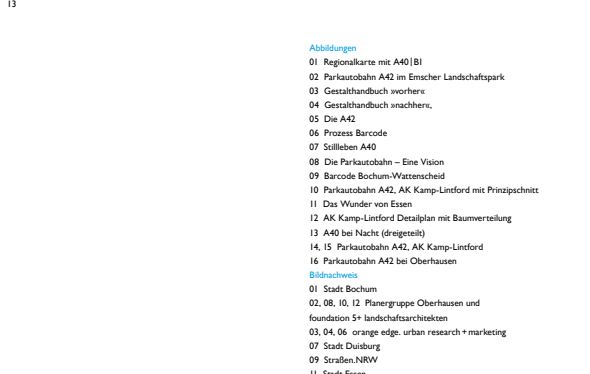 13
Abbildungen
01 Regionalkarte mit A40|B1
02 Parkautobahn A42 im Emscher Landschaftspark
03 Gestalthandbuch »vorher«
04 Gestalthandbuch »nachher«,
05 Die A42
06 Prozess Barcode
07 Stillleben A40
08 Die Parkautobahn – Eine Vision
09 Barcode Bochum-Wattenscheid
10 Parkautobahn A42, AK Kamp-Lintford mit Prinzipschnitt
11 Das Wunder von Essen
12 AK Kamp-Lintford Detailplan mit Baumverteilung
13 A40 bei Nacht (dreigeteilt)
14, 15 Parkautobahn A42, AK Kamp-Lintford
16 Parkautobahn A42 bei Oberhausen
Bildnachweis
01 Stadt Bochum
02, 08, 10, 12 Planergruppe Oberhausen und
foundation 5+ landschaftsarchitekten
03, 04, 06 orange edge. urban research + marketing
07 Stadt Duisburg
09 Straßen.NRW
11 Stadt Essen